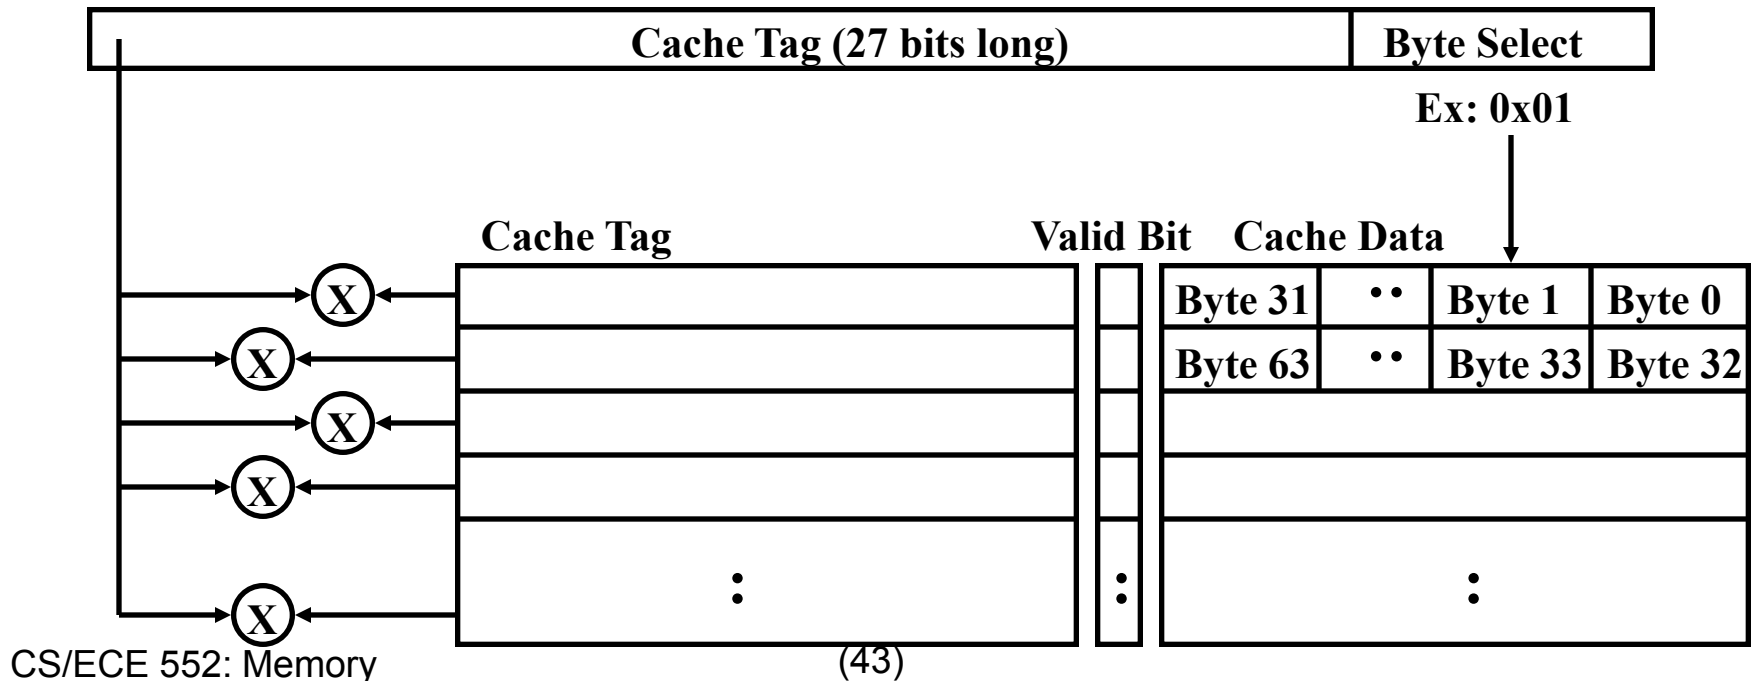 Cache Tag (27 bits long) Byte Select
Ex: 0x01
Cache Tag Valid Bit Cache Data
X Byte 31 ·· Byte 1 Byte 0
X Byte 63 ·· Byte 33 Byte 32
X
X
: : :
X
CS/ECE 552: Memory (43)